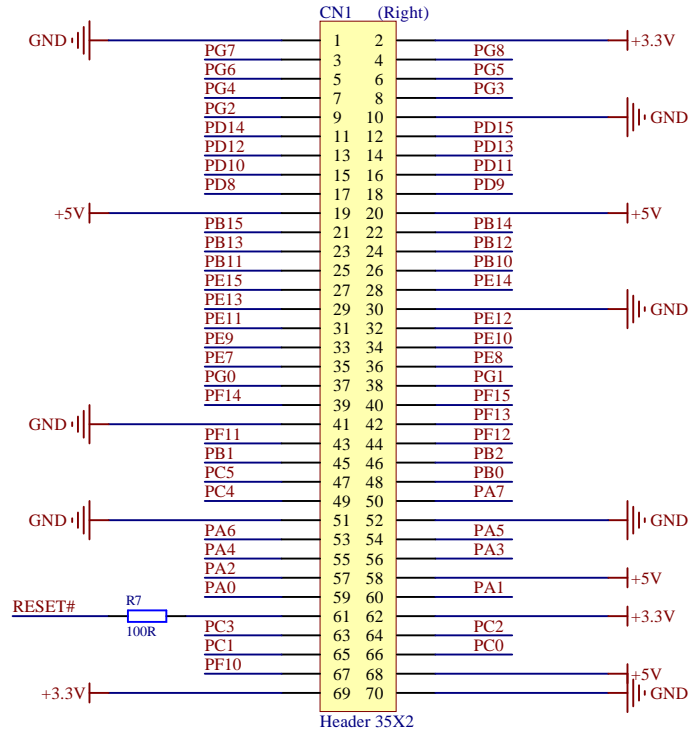 CN1 (Right)
GND 1 2 +3.3V
PG7 3 4 PG8
PG6 5 6 PG5
PG4 7 8 PG3
PG2 9 10 GND
PD14 11 12 PD15
PD12 13 14 PD13
PD10 15 16 PD11
PD8 17 18 PD9
+5V 19 20 +5V
PB15 21 22 PB14
PB13 23 24 PB12
PB11 25 26 PB10
PE15 27 28 PE14
PE13 29 30 GND
PE11 31 32 PE12
PE9 33 34 PE10
PE7 35 36 PE8
PG0 37 38 PG1
PF14 39 40 PF15
GND 41 42 PF13
PF11 43 44 PF12
PB1 45 46 PB2
PC5 47 48 PB0
PC4 49 50 PA7
GND 51 52 GND
PA6 53 54 PA5
PA4 55 56 PA3
PA2 57 58 +5V
PA0 59 60 PA1
RESET# R7 61 62 +3.3V
100R
PC3 63 64 PC2
PC1 65 66 PC0
PF10 67 68 +5V
+3.3V 69 70 GND
Header 35X2